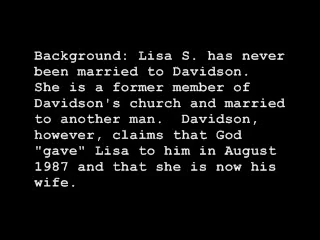 Background: Lisa S. has never
been married to Davidson.
She is a former member of
Davidson's church and married
to another man.  Davidson,
however, claims that God
"gave" Lisa to him in August
1987 and that she is now his
wife.